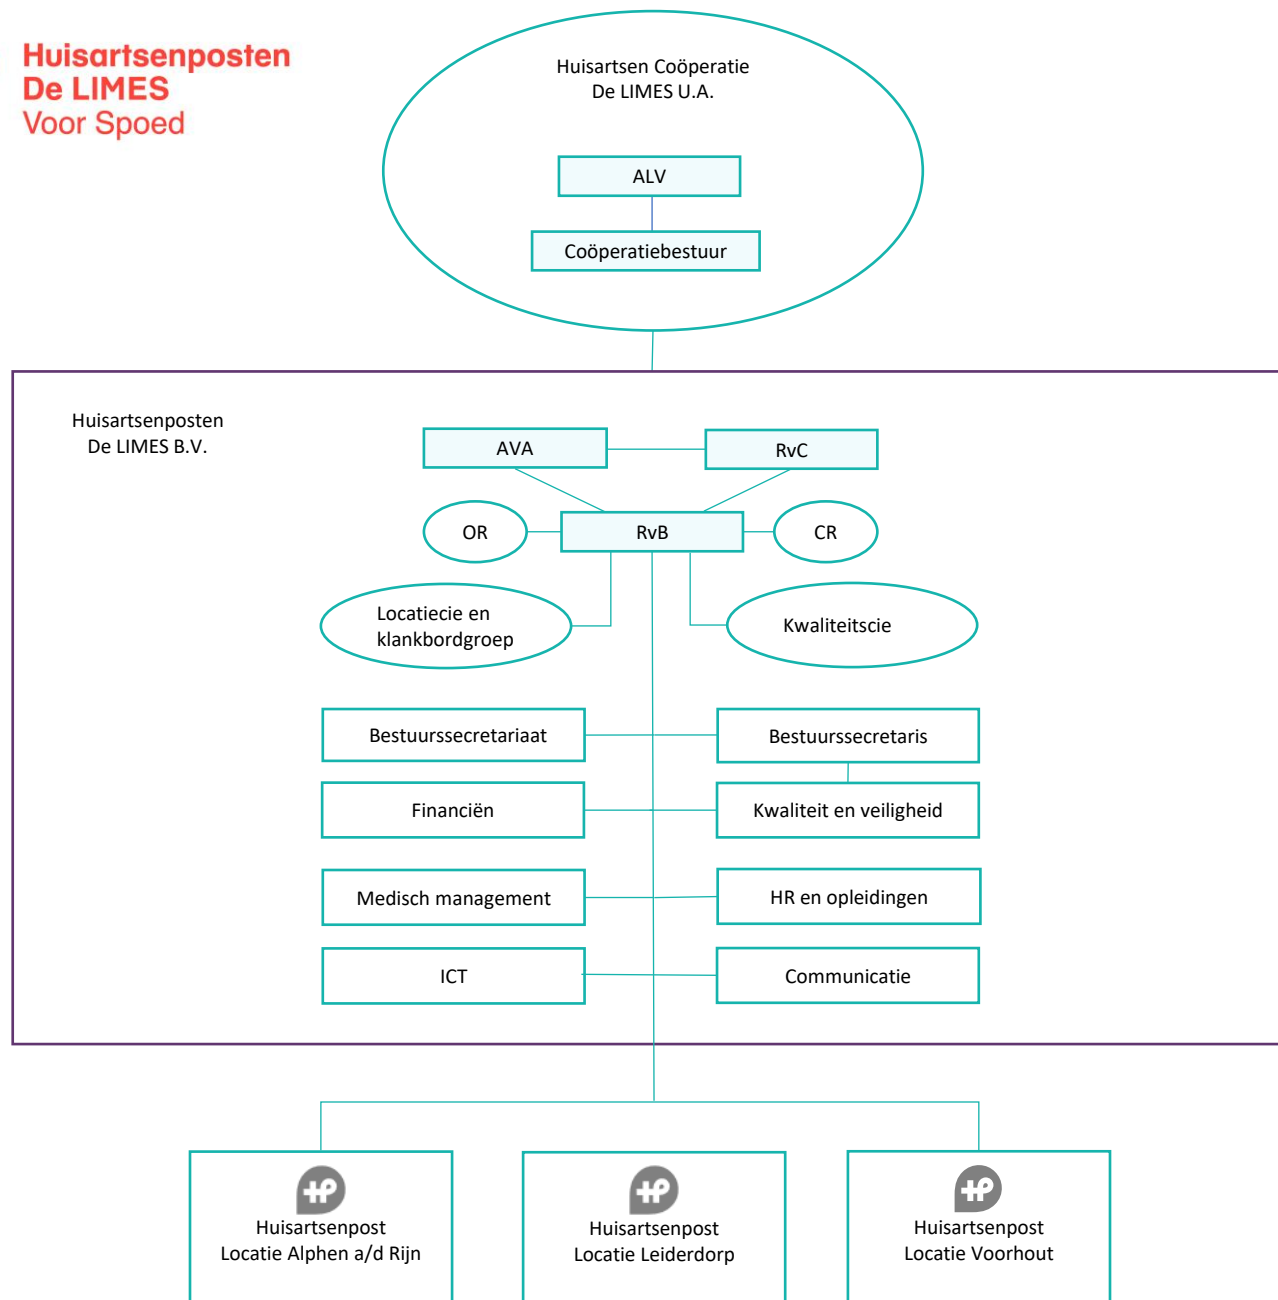 Huisartsenposten
De LIMES
Voor Spoed
Huisartsen Coöperatie
De LIMES U.A.
ALV
Coöperatiebestuur
Huisartsenposten
De LIMES B.V.
AVA
RvC
OR
RvB
CR
Locatiecie en
klankbordgroep
Kwaliteitscie
Bestuurssecretariaat
Bestuurssecretaris
Financiën
Kwaliteit en veiligheid
Medisch management
HR en opleidingen
ICT
Communicatie
Huisartsenpost
Locatie Alphen a/d Rijn
Huisartsenpost
Locatie Leiderdorp
Huisartsenpost
Locatie Voorhout